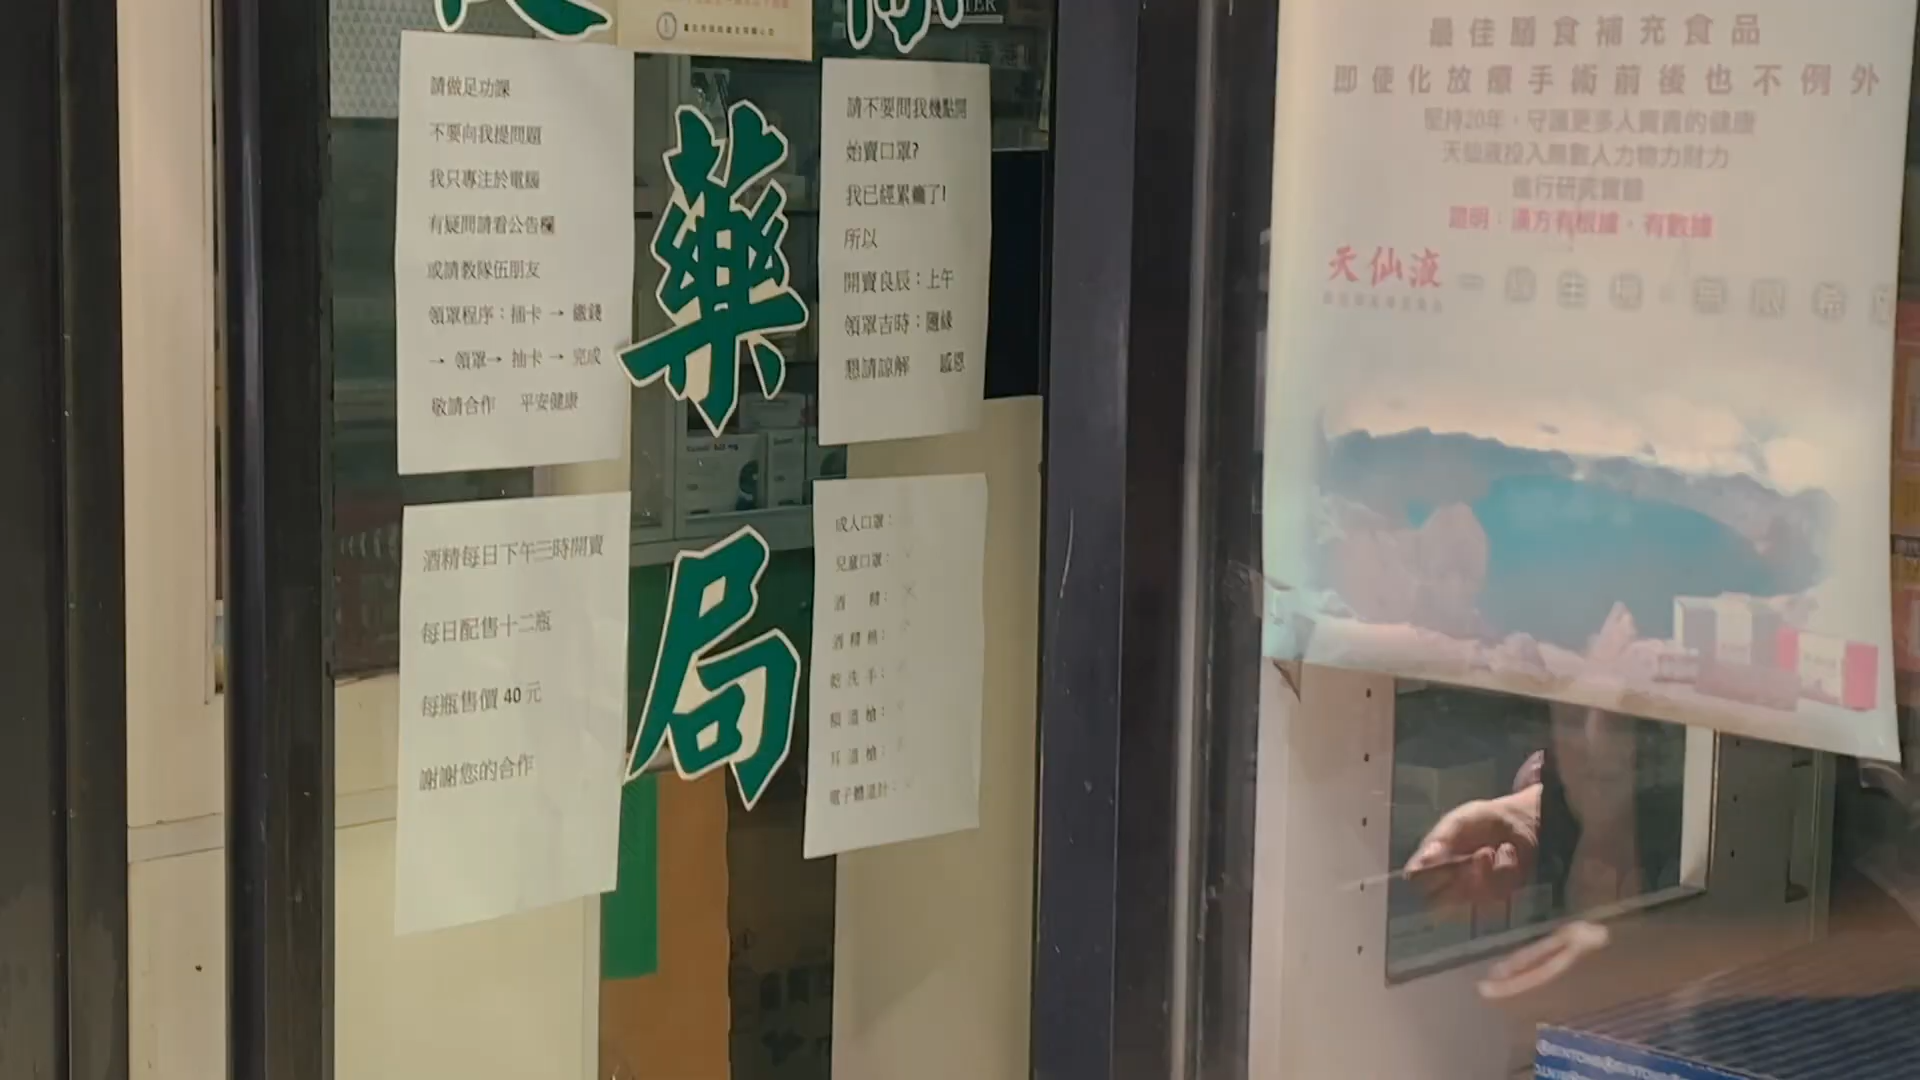 請做足功課
不要向我提問題
我只專注於電腦
有疑問請看公告欄
或請教隊伍朋友
領罩程序：插卡 → 繳錢
→ 領罩→ 抽卡 → 完成
敬請合作 平安健康
藥
局
請不要問我幾點開
始賣口罩?
我已經累癱了!
所以
開賣良辰：上午
領罩吉時：隨緣
懇請諒解 感恩
酒精每日下午三時開賣
每日配售十二瓶
每瓶售價 40 元
謝謝您的合作
成人口罩：
兒童口罩：
酒 精：
酒 精 棉：
乾 洗 手：
額 溫 槍：
耳 溫 槍：
電子體溫計：
最佳膳食補充食品
即使化放療手術前後也不例外
堅持20年，守護更多人寶貴的健康
天仙液投入無數人力物力財力
進行研究實驗
證明：漢方有根據，有數據
天仙液